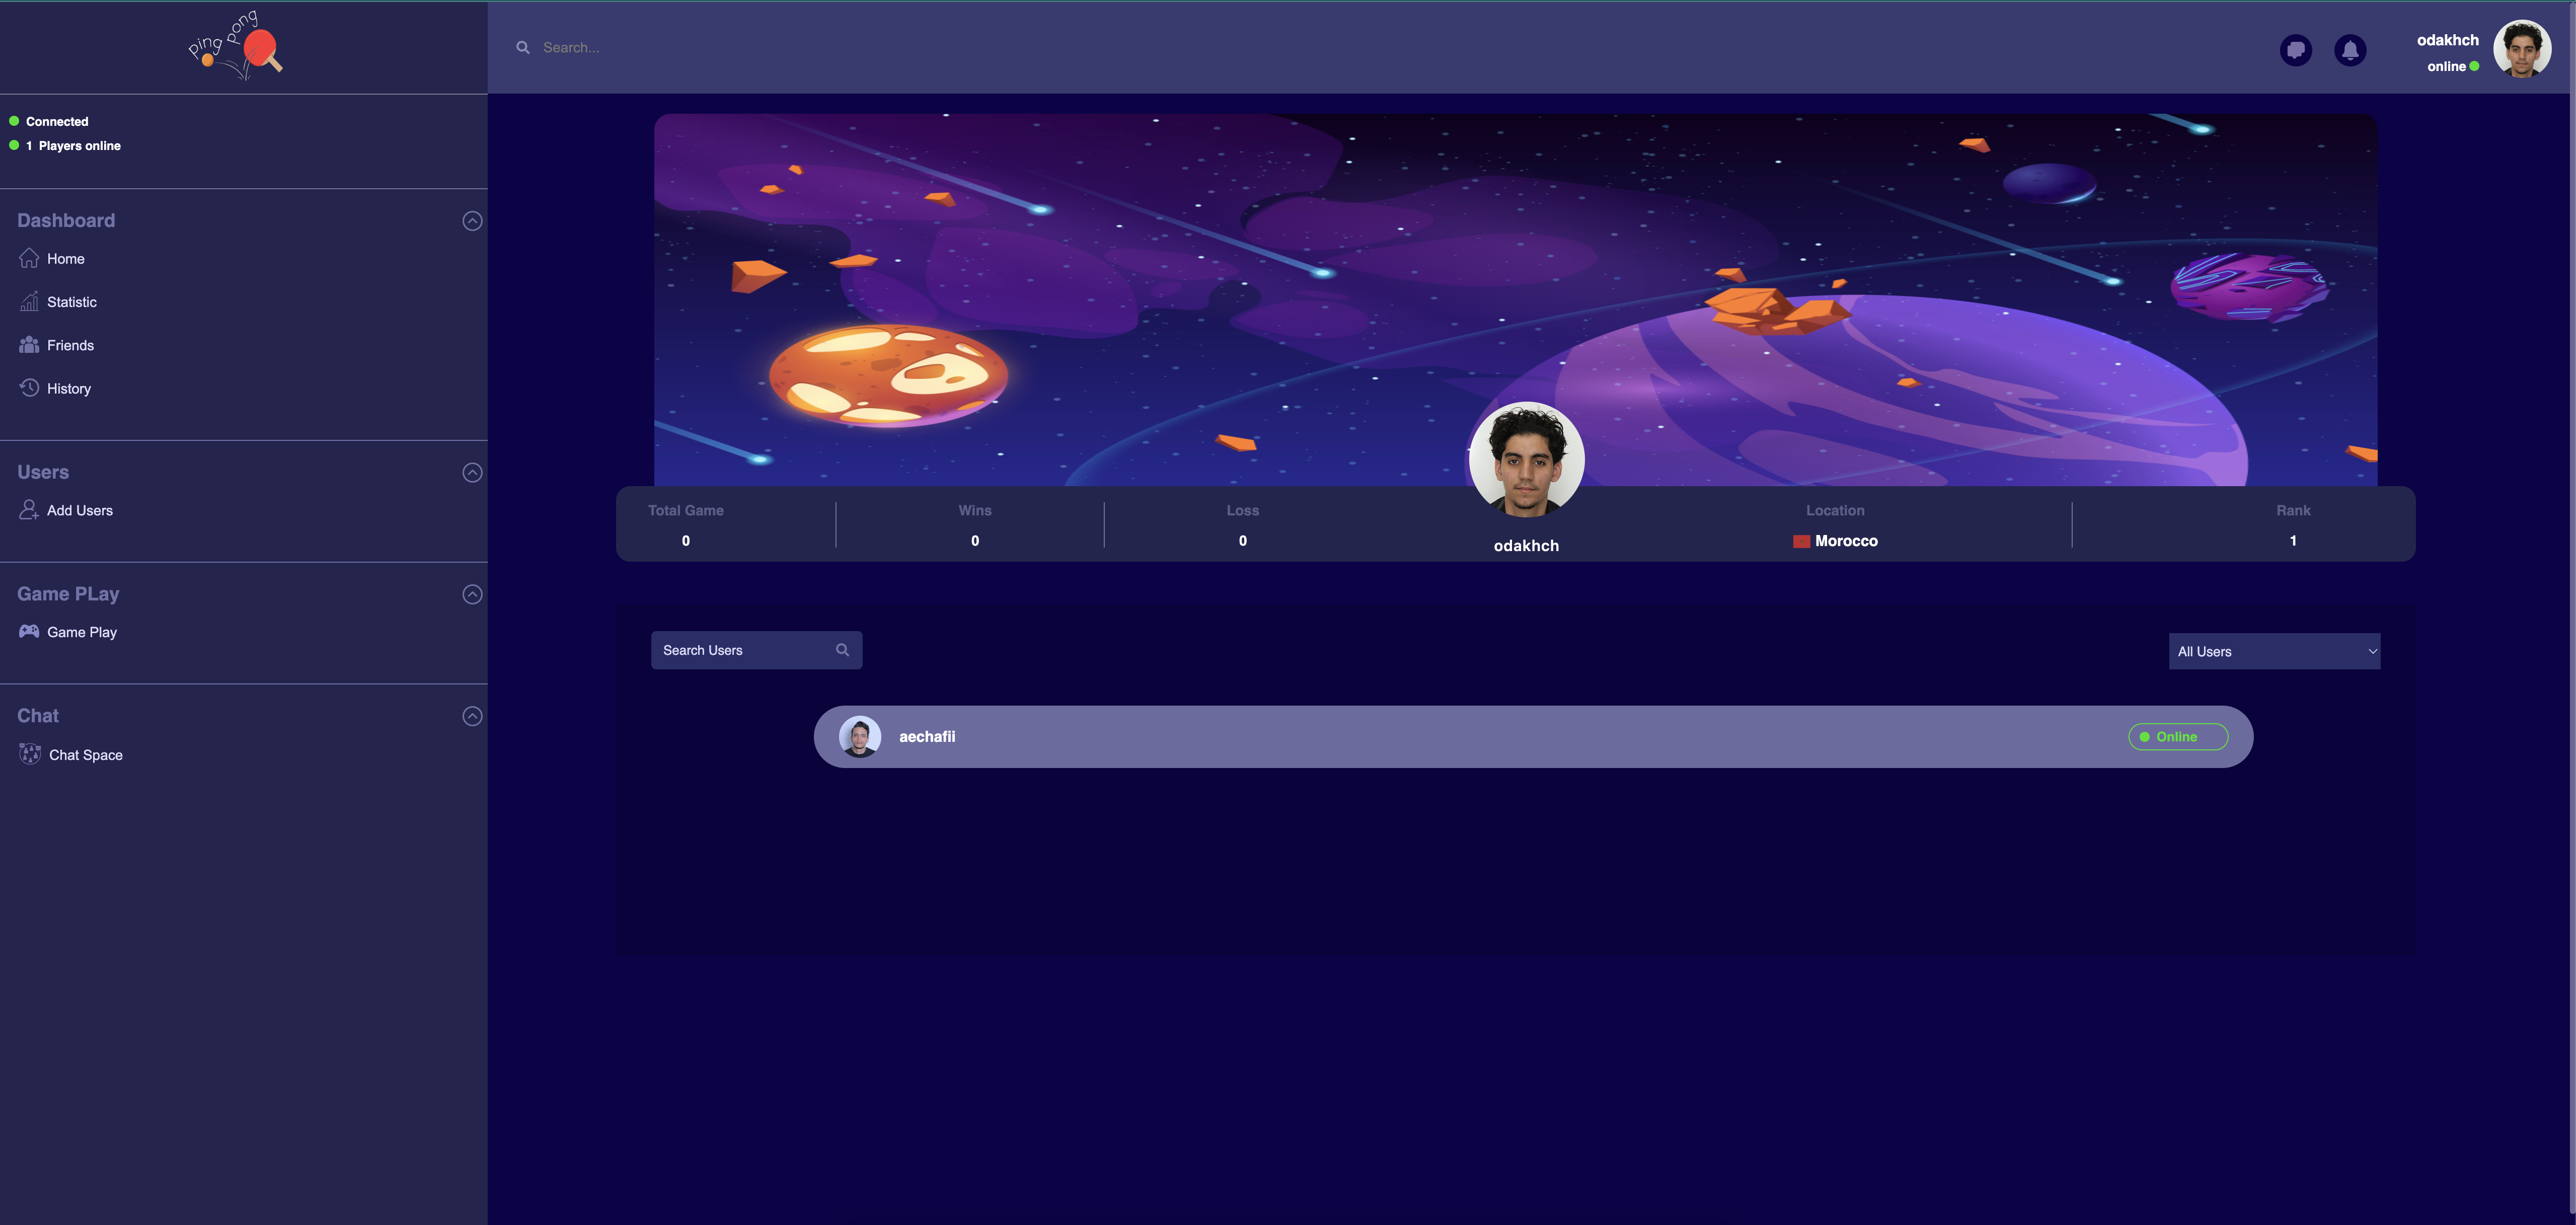 ping pong
Search...
odakhch
online
Connected
1 Players online
Dashboard
Home
Statistic
Friends
History
Users
Add Users
Game PLay
Game Play
Chat
Chat Space
Total Game
0
Wins
0
Loss
0
odakhch
Location
Morocco
Rank
1
Search Users
All Users
aechafii
Online